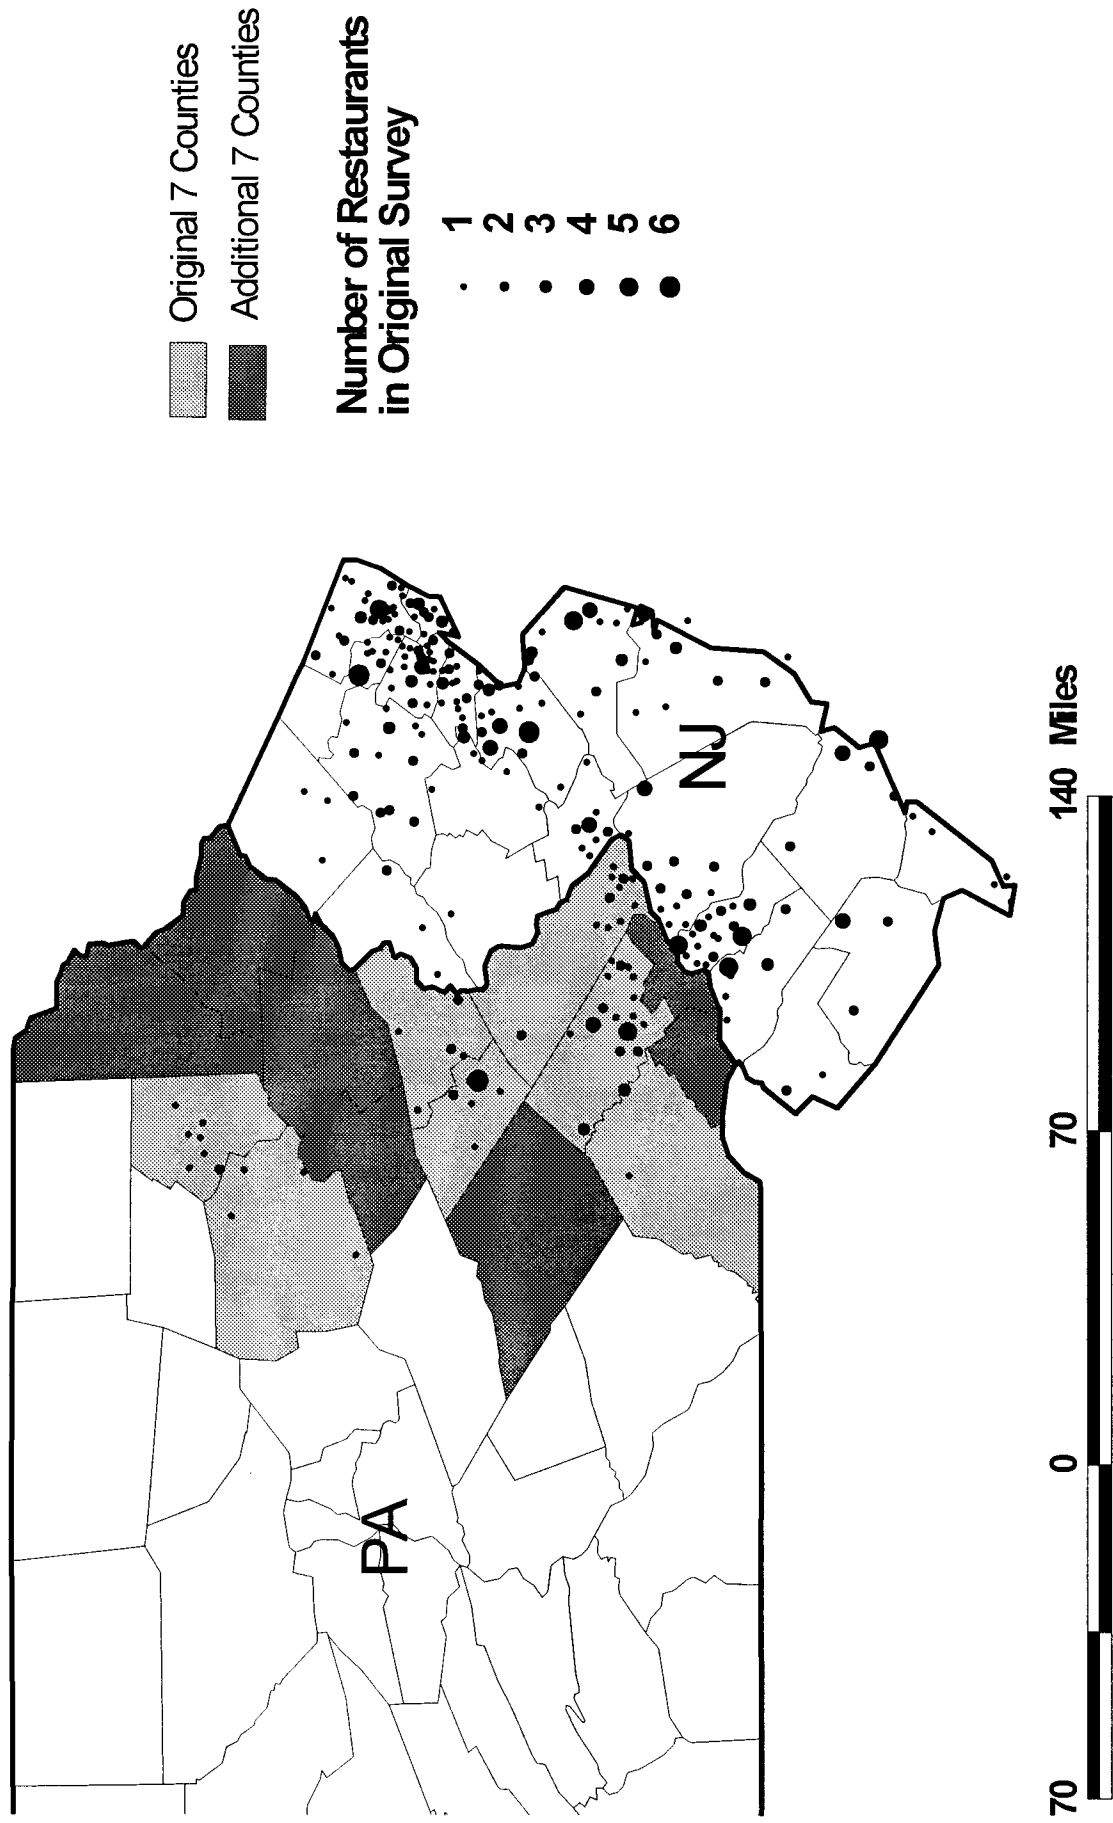 Original 7 Counties
Additional 7 Counties
Number of Restaurants
in Original Survey
1
2
3
4
5
6
PA
NJ
70 0 70 140 Miles